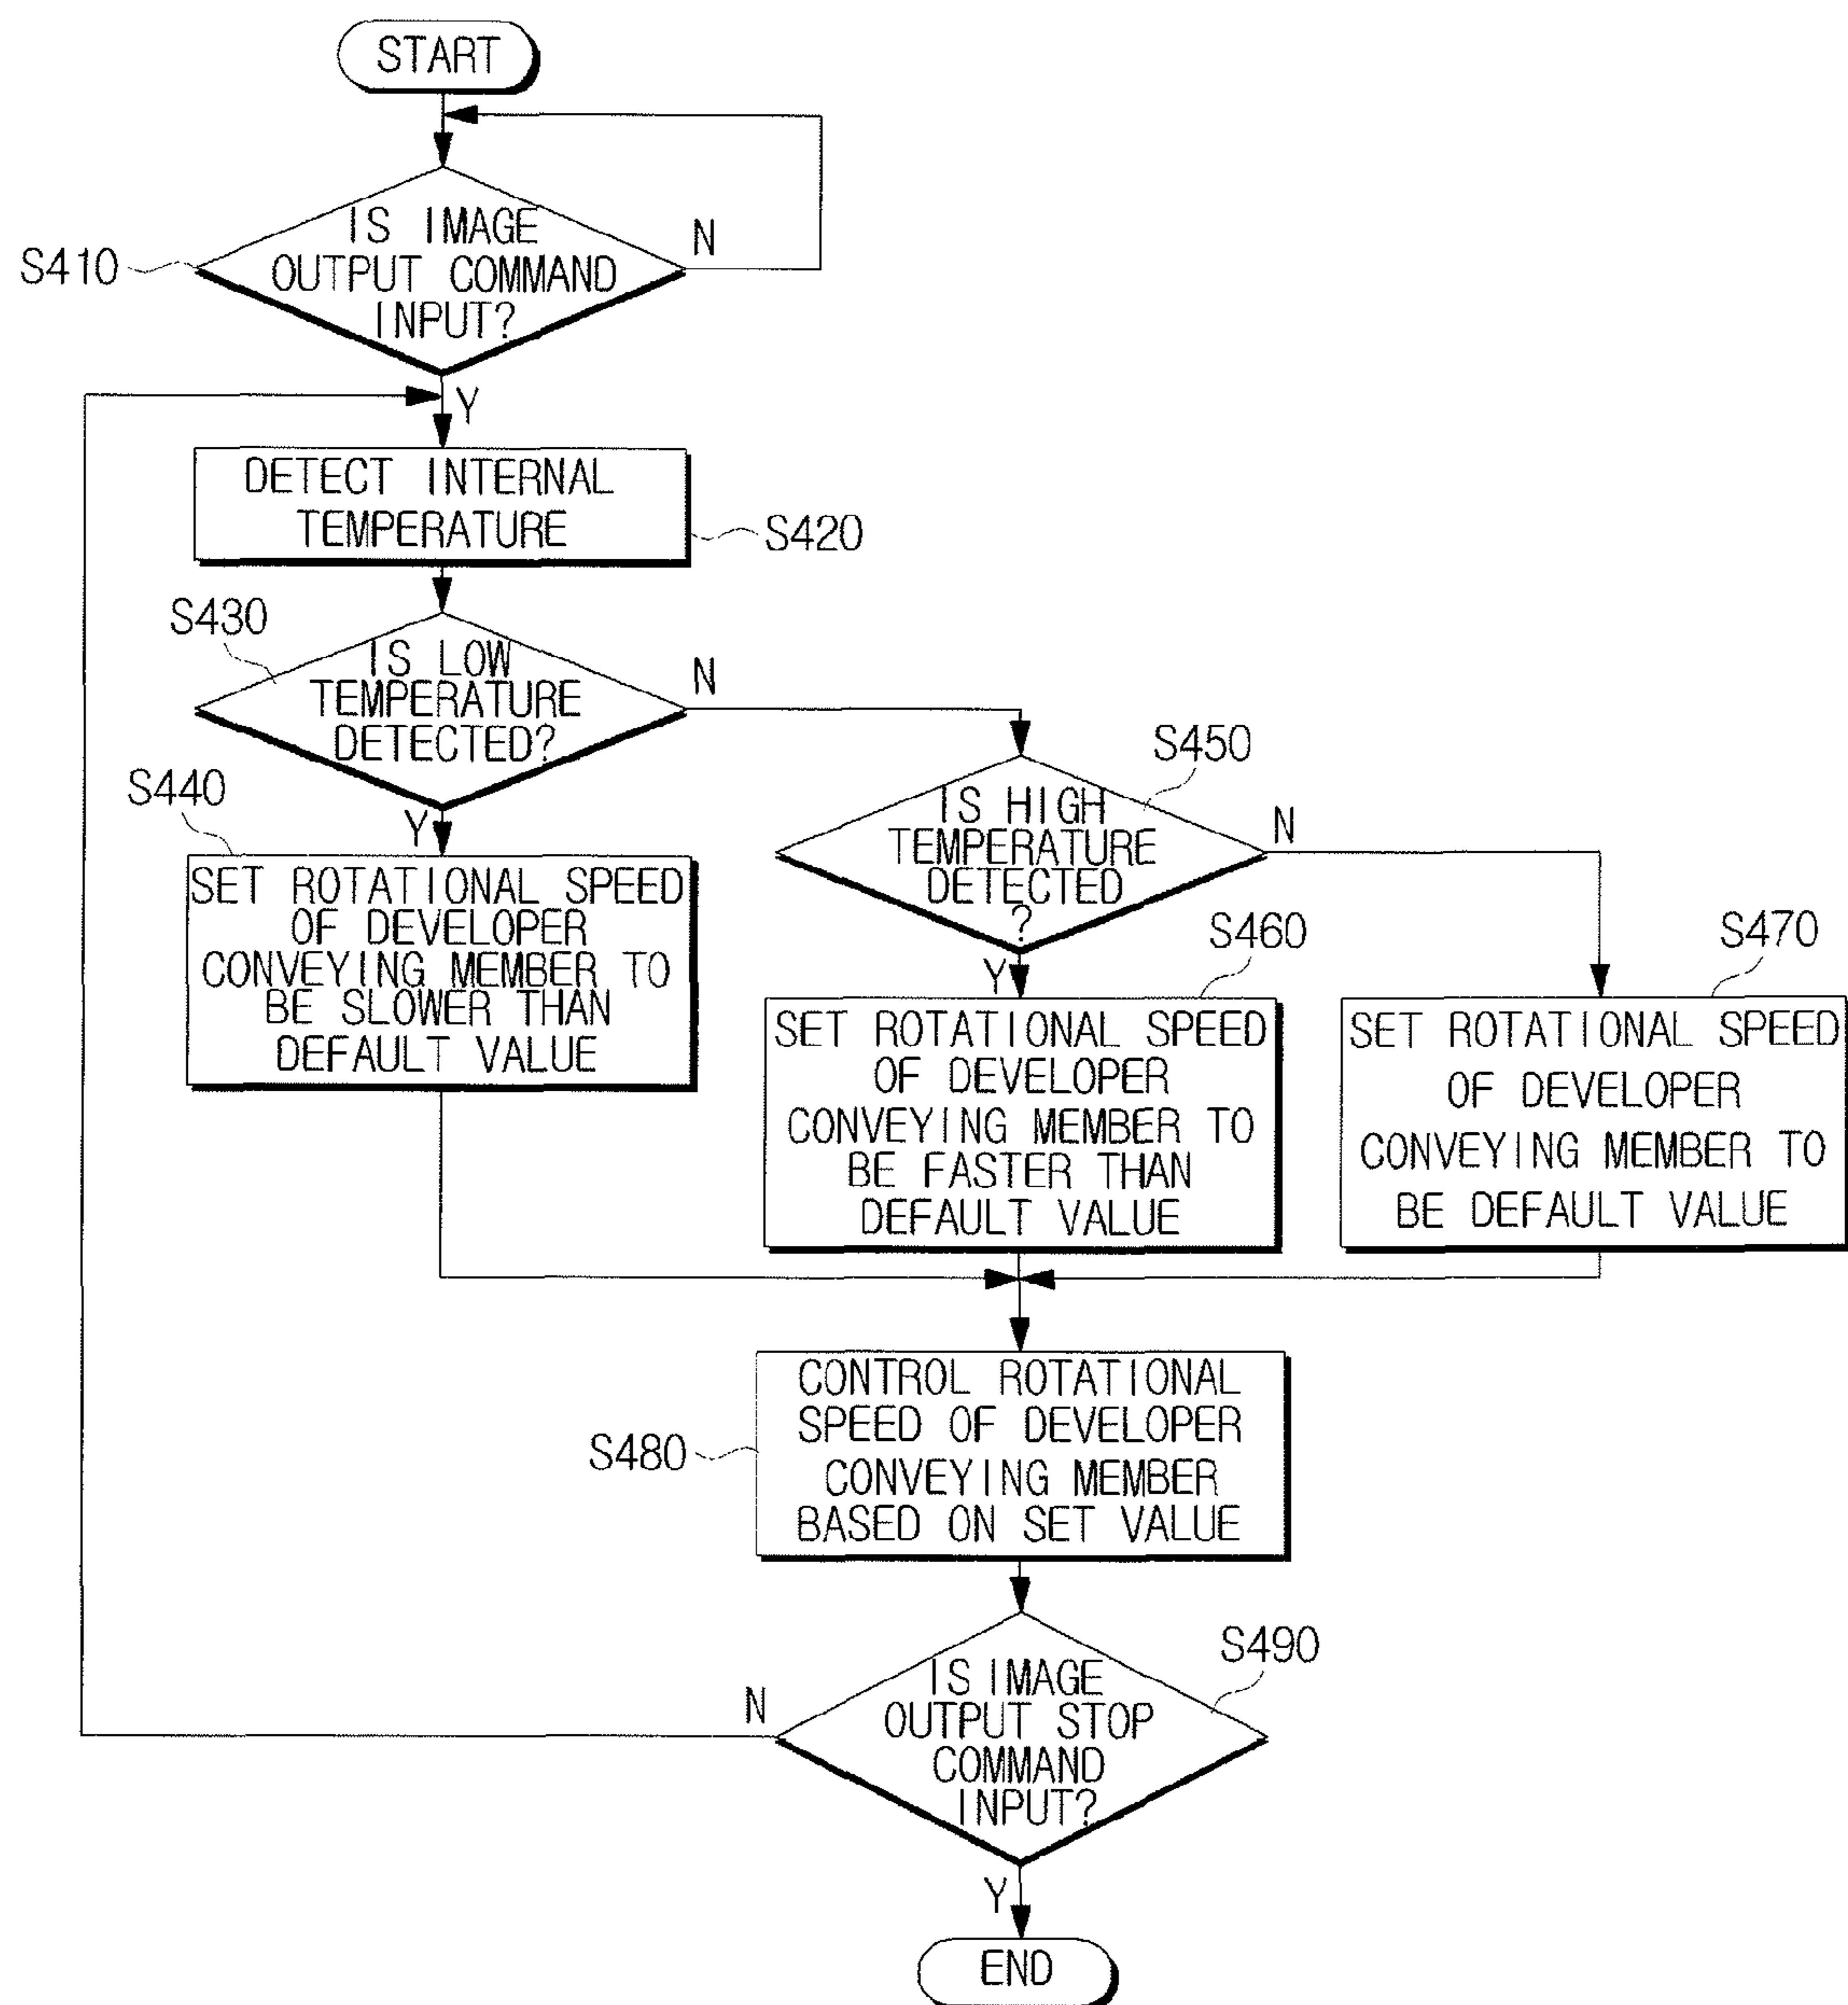 START
IS IMAGE
OUTPUT COMMAND
INPUT?
N
S410
Y
DETECT INTERNAL
TEMPERATURE
S420
S430
IS LOW
TEMPERATURE
DETECTED?
N
S440
Y
SET ROTATIONAL SPEED
OF DEVELOPER
CONVEYING MEMBER TO
BE SLOWER THAN
DEFAULT VALUE
S450
IS HIGH
TEMPERATURE
DETECTED
?
N
S460
Y
SET ROTATIONAL SPEED
OF DEVELOPER
CONVEYING MEMBER TO
BE FASTER THAN
DEFAULT VALUE
S470
SET ROTATIONAL SPEED
OF DEVELOPER
CONVEYING MEMBER TO
BE DEFAULT VALUE
CONTROL ROTATIONAL
SPEED OF DEVELOPER
CONVEYING MEMBER
BASED ON SET VALUE
S480
S490
IS IMAGE
OUTPUT STOP
COMMAND
INPUT?
N
Y
END